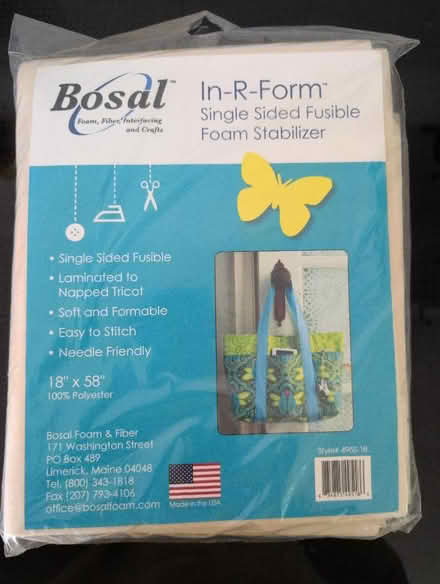 Bosal™
Foam, Fiber, Interfacing
and Crafts
In-R-Form™
Single Sided Fusible
Foam Stabilizer
• Single Sided Fusible
• Laminated to
Napped Tricot
• Soft and Formable
• Easy to Stitch
• Needle Friendly
18" x 58"
100% Polyester
Bosal Foam & Fiber
171 Washington Street
PO Box 489
Limerick, Maine 04048
Tel. (800) 343-1818
Fax (207) 793-4106
office@bosalfoam.com
Made in the USA
Style#